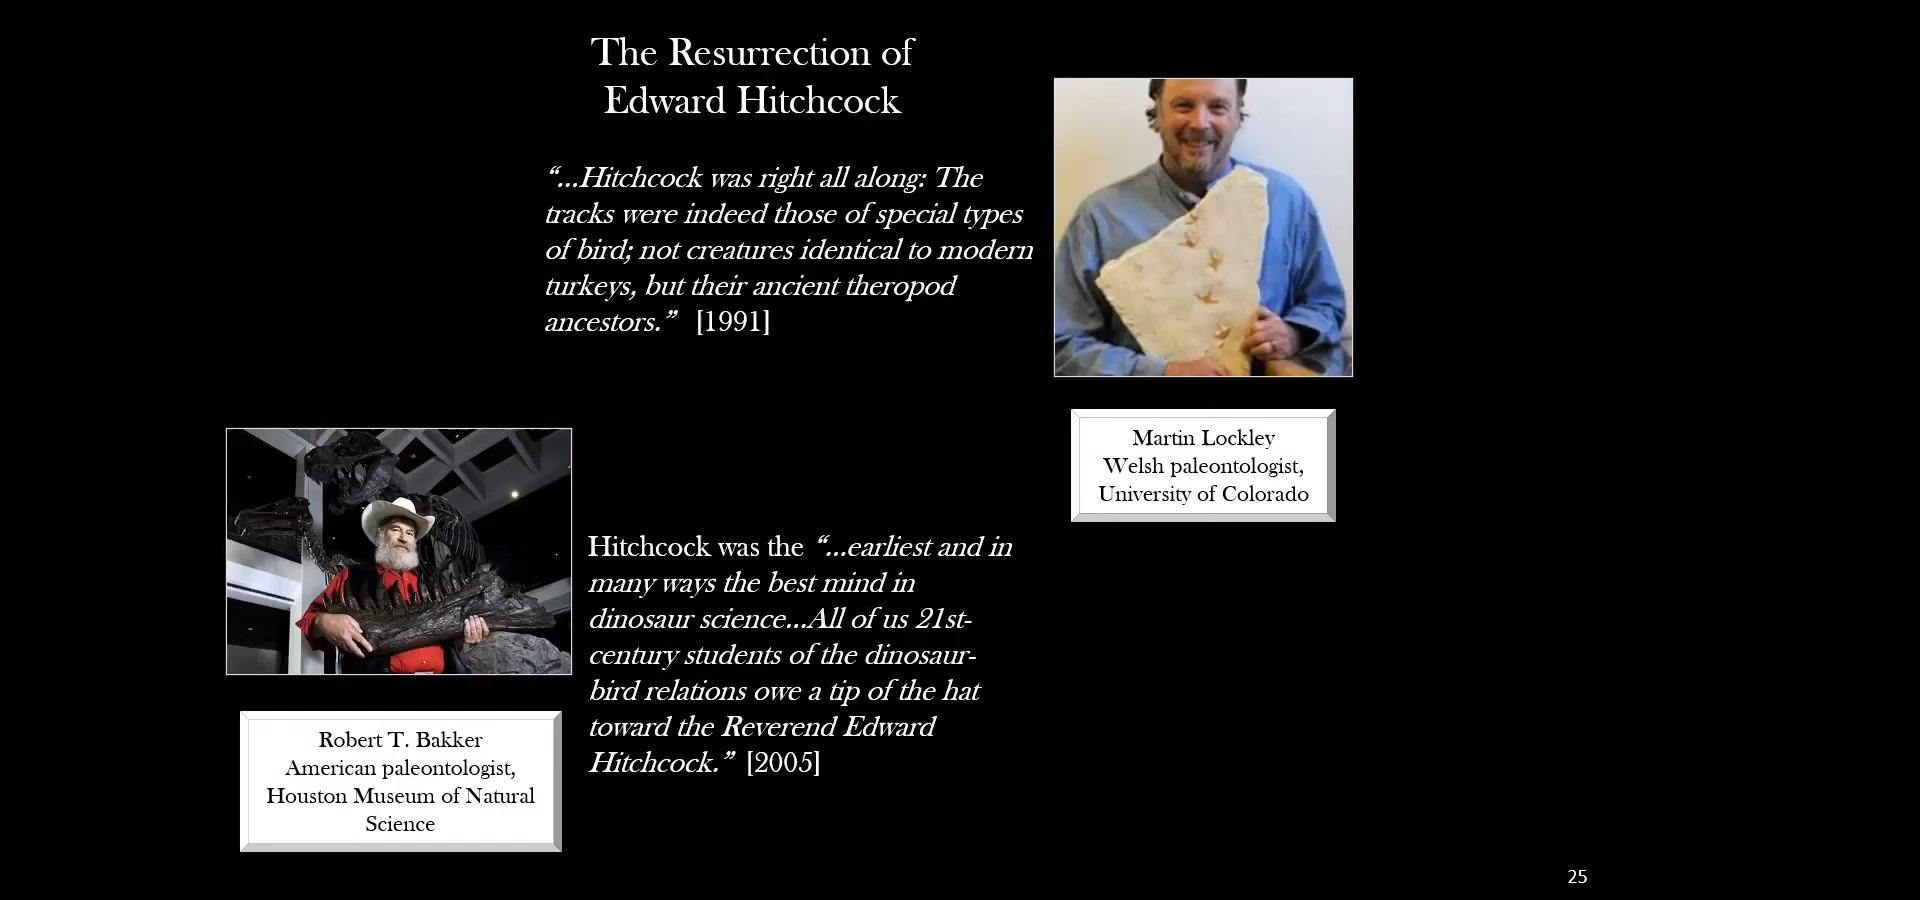 The Resurrection of
Edward Hitchcock
“...Hitchcock was right all along: The
tracks were indeed those of special types
of bird; not creatures identical to modern
turkeys, but their ancient theropod
ancestors.” [1991]
Martin Lockley
Welsh paleontologist,
University of Colorado
Hitchcock was the “...earliest and in
many ways the best mind in
dinosaur science...All of us 21st-
century students of the dinosaur-
bird relations owe a tip of the hat
toward the Reverend Edward
Hitchcock.” [2005]
Robert T. Bakker
American paleontologist,
Houston Museum of Natural
Science
25